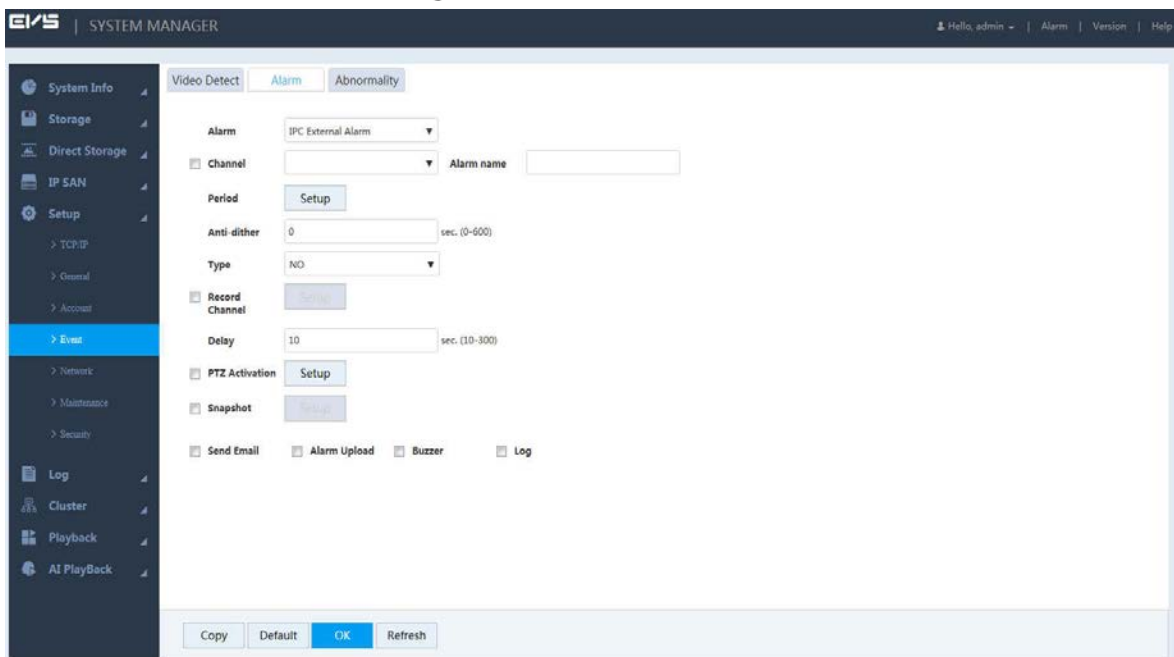 EVS | SYSTEM MANAGER
Hello, admin | Alarm | Version | Help
System Info
Storage
Direct Storage
IP SAN
Setup
> TCP/IP
> General
> Account
> Event
> Network
> Maintenance
> Security
Log
Cluster
Playback
AI PlayBack
Video Detect Alarm Abnormality
Alarm IPC External Alarm
Channel Alarm name
Period Setup
Anti-dither 0 sec. (0-600)
Type NO
Record Channel Setup
Delay 10 sec. (10-300)
PTZ Activation Setup
Snapshot Setup
Send Email Alarm Upload Buzzer Log
Copy Default OK Refresh